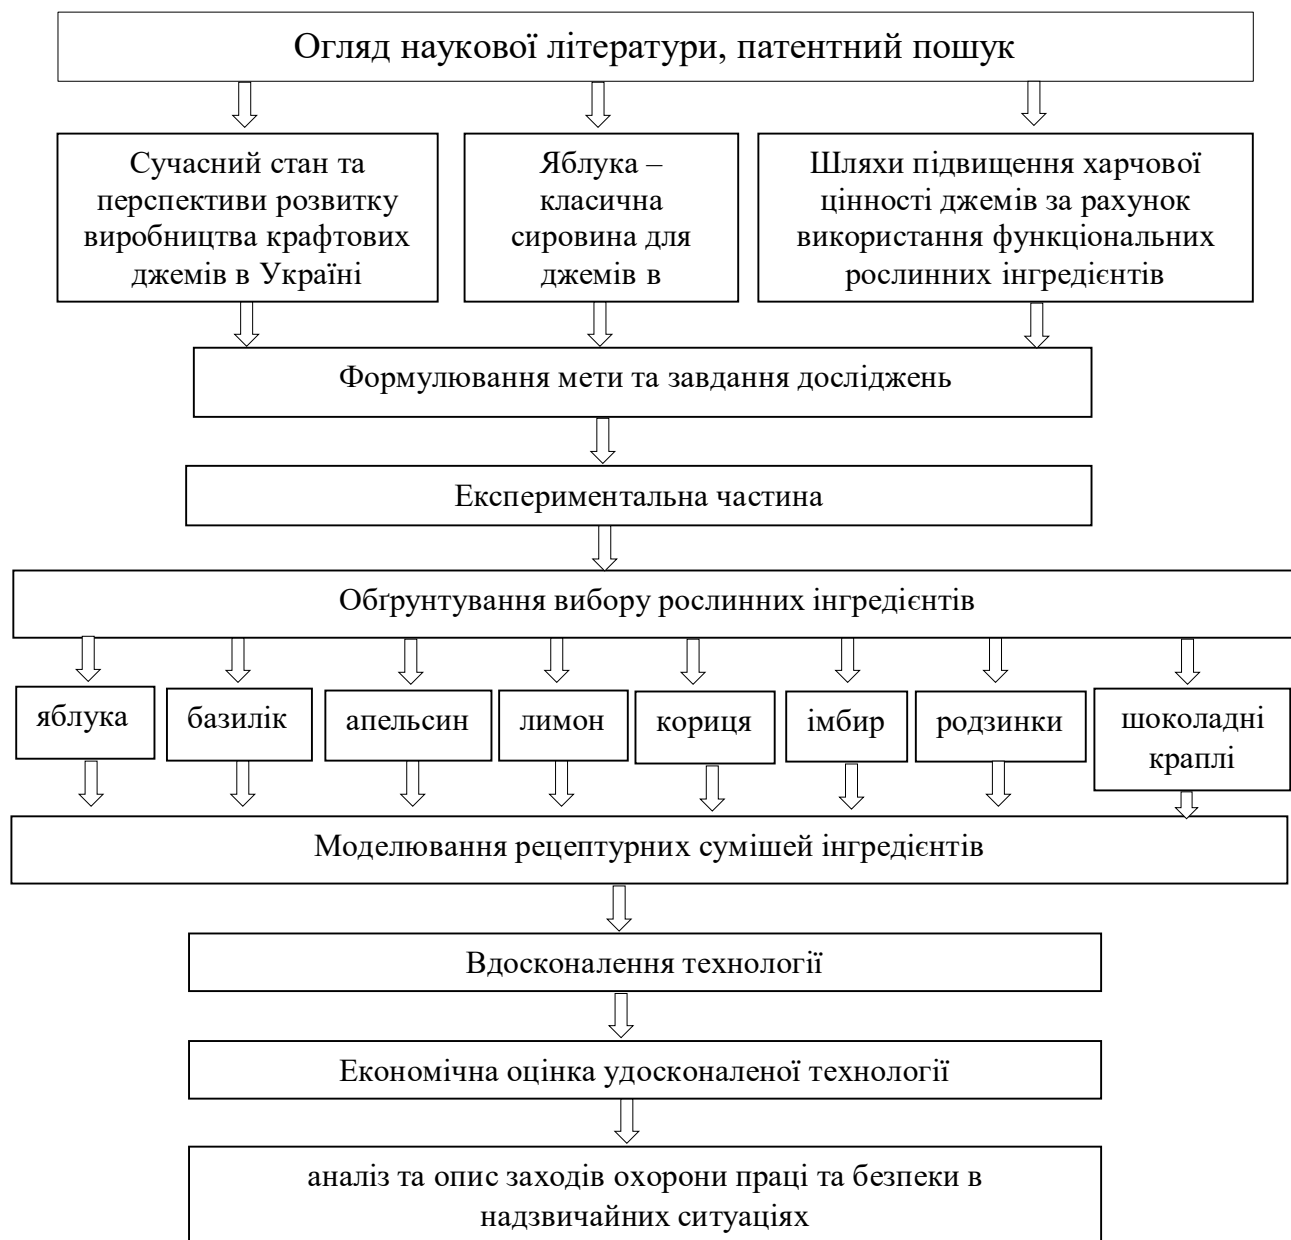 Огляд наукової літератури, патентний пошук
Сучасний стан та
перспективи розвитку
виробництва крафтових
джемів в Україні
Яблука –
класична
сировина для
джемів в
Шляхи підвищення харчової
цінності джемів за рахунок
використання функціональних
рослинних інгредієнтів
Формулювання мети та завдання досліджень
Експериментальна частина
Обґрунтування вибору рослинних інгредієнтів
яблука
базилік
апельсин
лимон
кориця
імбир
родзинки
шоколадні
краплі
Моделювання рецептурних сумішей інгредієнтів
Вдосконалення технології
Економічна оцінка удосконаленої технології
аналіз та опис заходів охорони праці та безпеки в
надзвичайних ситуаціях